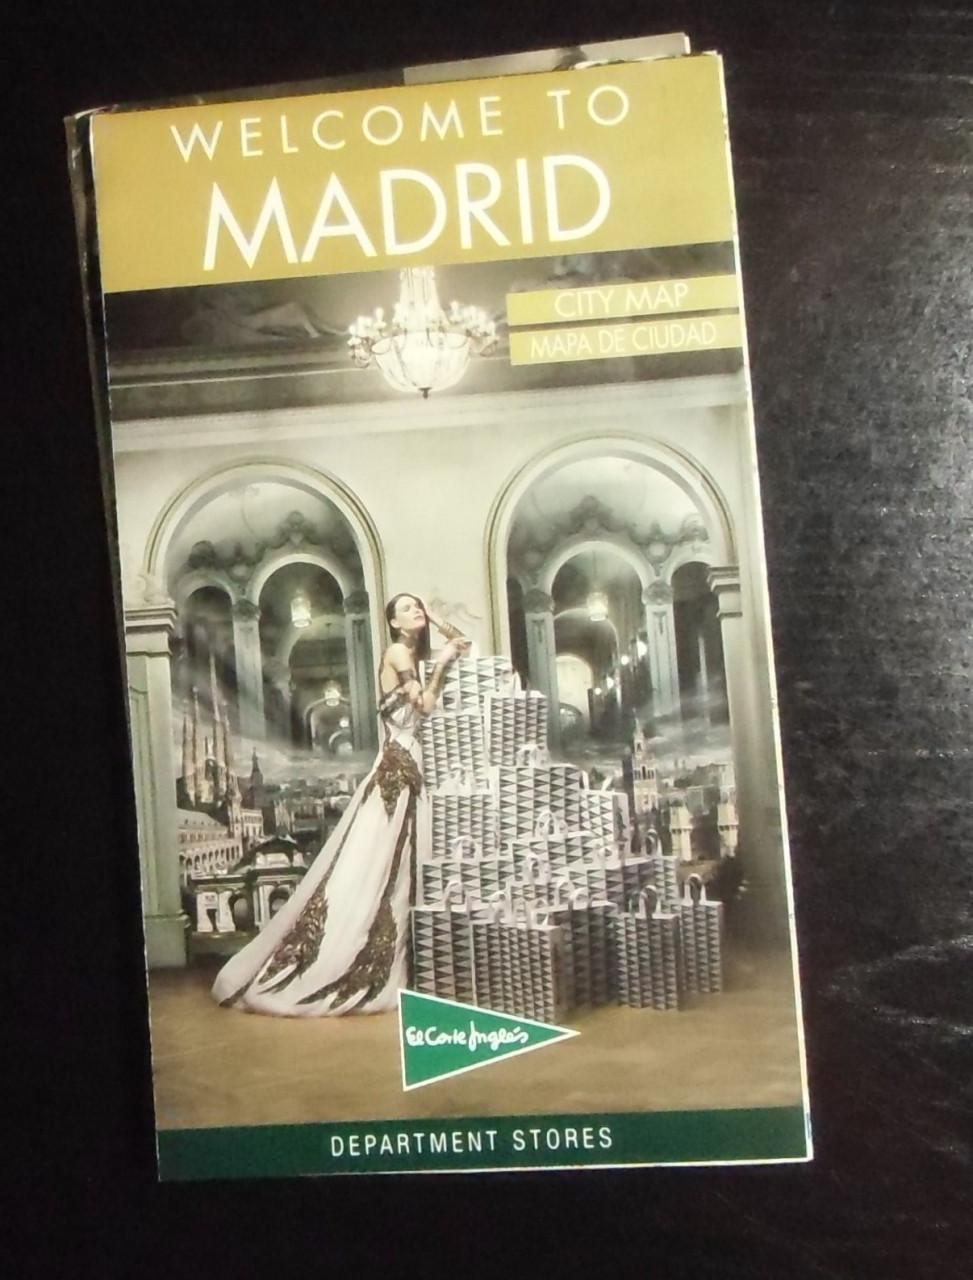 WELCOME TO
MADRID
CITY MAP
MAPA DE CIUDAD
El Corte Inglés
DEPARTMENT STORES